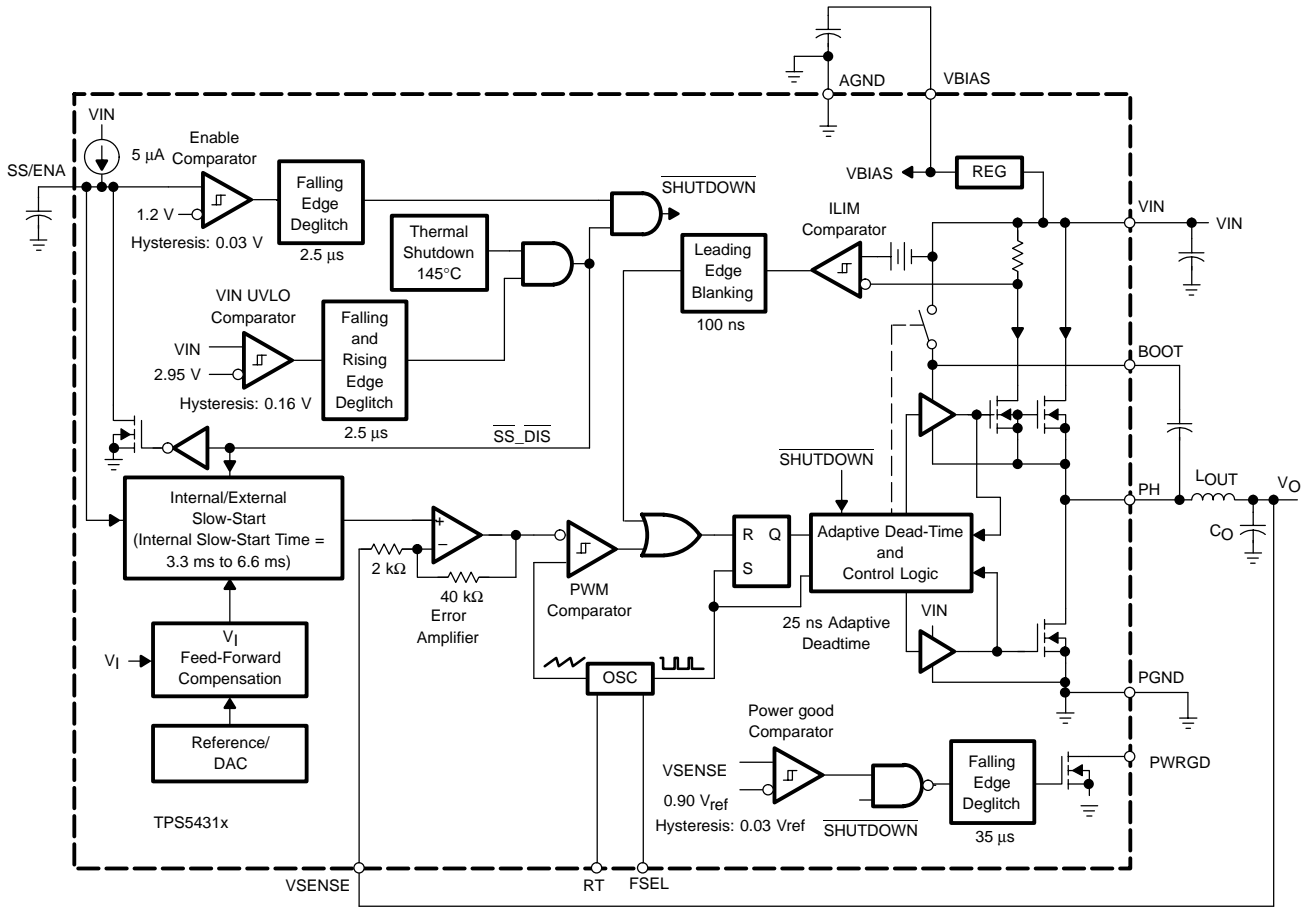 AGND
VBIAS
VIN
5 μA
Enable
Comparator
SS/ENA
1.2 V
Hysteresis: 0.03 V
Falling
Edge
Deglitch
2.5 μs
SHUTDOWN
Thermal
Shutdown
145°C
VBIAS
REG
VIN
VIN
ILIM
Comparator
Leading
Edge
Blanking
100 ns
VIN UVLO
Comparator
VIN
2.95 V
Hysteresis: 0.16 V
Falling
and
Rising
Edge
Deglitch
2.5 μs
BOOT
SS_DIS
SHUTDOWN
Internal/External
Slow-Start
(Internal Slow-Start Time =
3.3 ms to 6.6 ms)
+
−
2 kΩ
40 kΩ
Error
Amplifier
PWM
Comparator
R Q
S
Adaptive Dead-Time
and
Control Logic
25 ns Adaptive
Deadtime
VIN
PH
LOUT
VO
CO
VI
VI
Feed-Forward
Compensation
OSC
PGND
Reference/
DAC
Power good
Comparator
VSENSE
0.90 Vref
Hysteresis: 0.03 Vref
SHUTDOWN
Falling
Edge
Deglitch
35 μs
PWRGD
TPS5431x
VSENSE
RT
FSEL